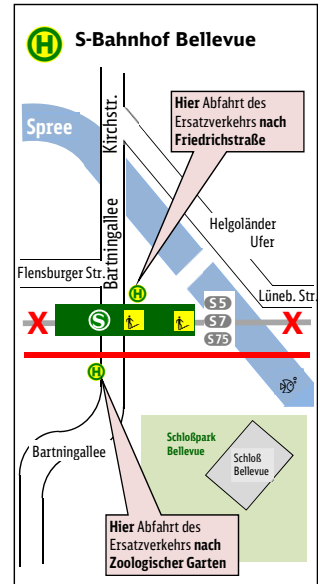 H S-Bahnhof Bellevue
Hier Abfahrt des
Ersatzverkehrs nach
Friedrichstraße
Kirchstr.
Spree
Bartningallee
Helgoländer
Ufer
Flensburger Str.
Lüneb. Str.
H
S5
X S S7 X
S75
H
Bartningallee
Schloßpark
Bellevue
Schloß
Bellevue
Hier Abfahrt des
Ersatzverkehrs nach
Zoologischer Garten